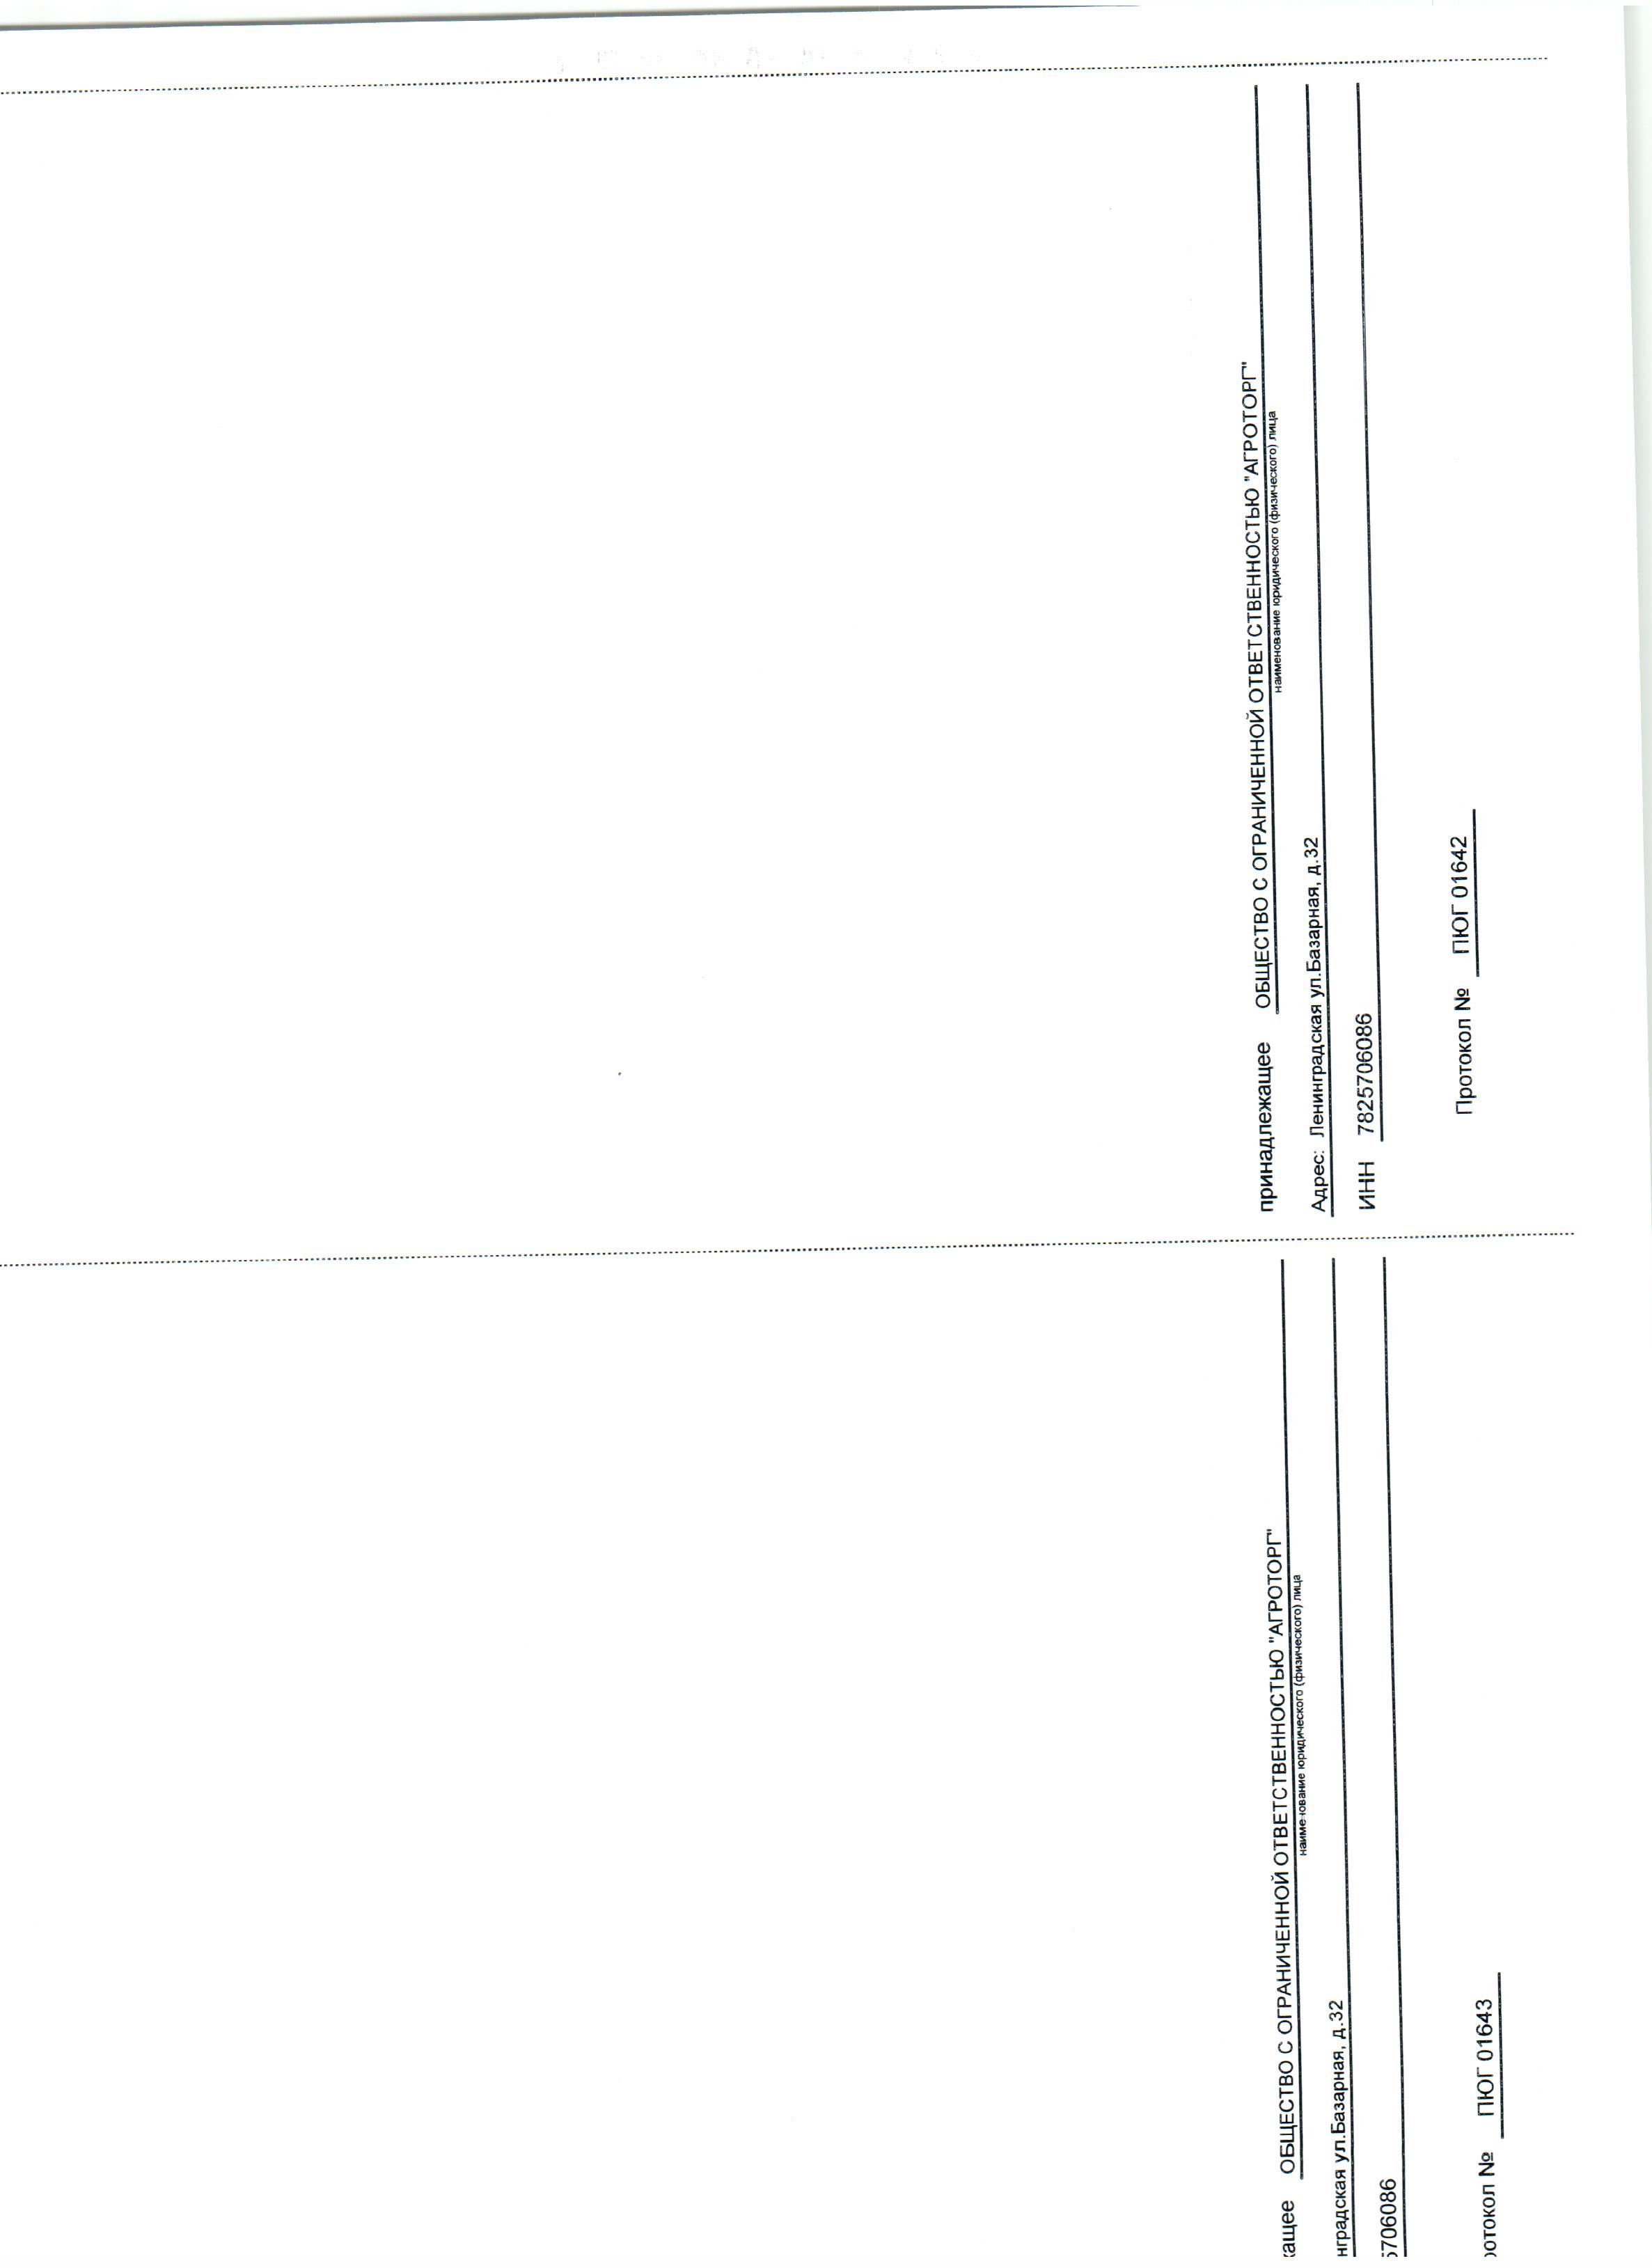 кащее ОБЩЕСТВО С ОГРАНИЧЕННОЙ ОТВЕТСТВЕННОСТЬЮ "АГРОТОРГ"
наименование юридического (физического) лица
нградская ул.Базарная, д.32
5706086
ротокол № ПЮГ 01643
принадлежащее ОБЩЕСТВО С ОГРАНИЧЕННОЙ ОТВЕТСТВЕННОСТЬЮ "АГРОТОРГ"
наименование юридического (физического) лица
Адрес: Ленинградская ул.Базарная, д.32
ИНН 7825706086
Протокол № ПЮГ 01642